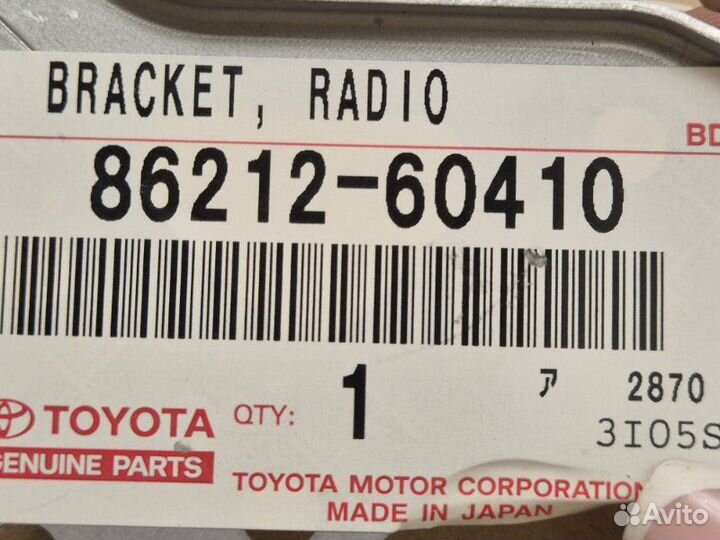 BRACKET, RADIO
BD
86212-60410
1
ア
2870
TOYOTA
QTY:
3I05S
GENUINE PARTS
TOYOTA MOTOR CORPORATION
MADE IN JAPAN
Avito